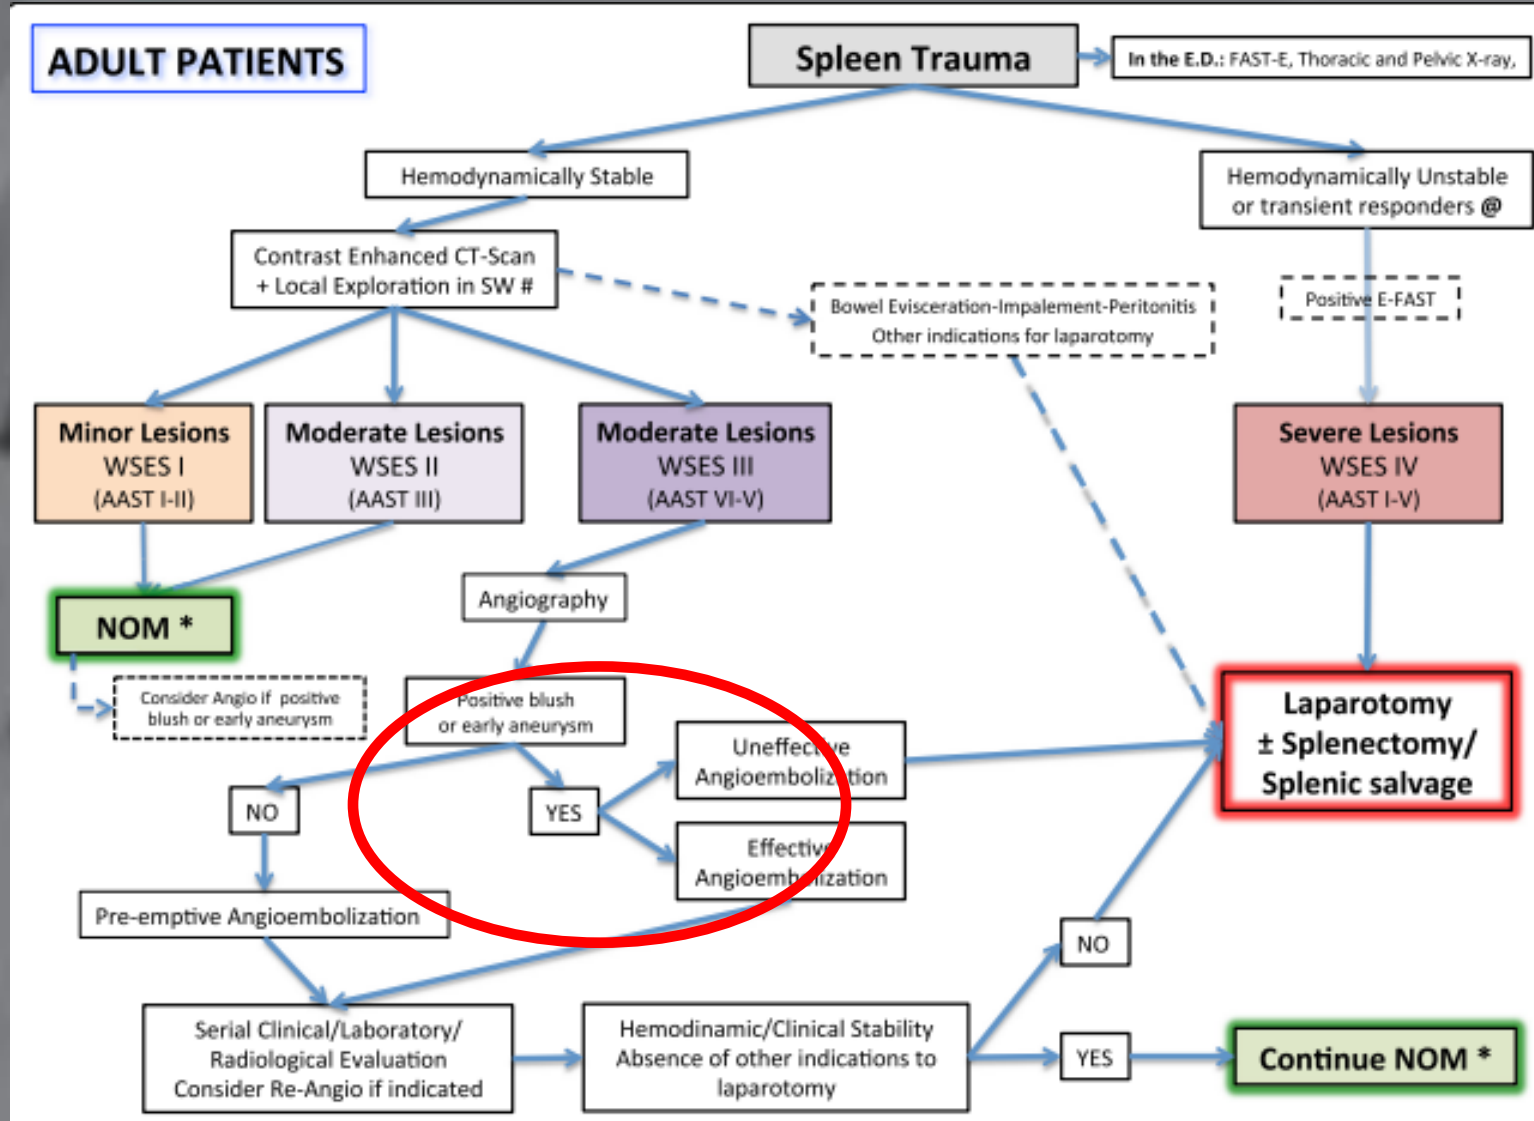 ADULT PATIENTS
Spleen Trauma
In the E.D.: FAST-E, Thoracic and Pelvic X-ray,
Hemodynamically Stable
Hemodynamically Unstable
or transient responders @
Contrast Enhanced CT-Scan
+ Local Exploration in SW #
Bowel Evisceration-Impalement-Peritonitis
Other indications for laparotomy
Positive E-FAST
Minor Lesions
WSES I
(AAST I-II)
Moderate Lesions
WSES II
(AAST III)
Moderate Lesions
WSES III
(AAST VI-V)
Severe Lesions
WSES IV
(AAST I-V)
NOM *
Angiography
Consider Angio if positive
blush or early aneurysm
Positive blush
or early aneurysm
Uneffective
Angioembolization
Laparotomy
± Splenectomy/
Splenic salvage
NO
YES
Effective
Angioembolization
Pre-emptive Angioembolization
NO
Serial Clinical/Laboratory/
Radiological Evaluation
Consider Re-Angio if indicated
Hemodinamic/Clinical Stability
Absence of other indications to
laparotomy
YES
Continue NOM *